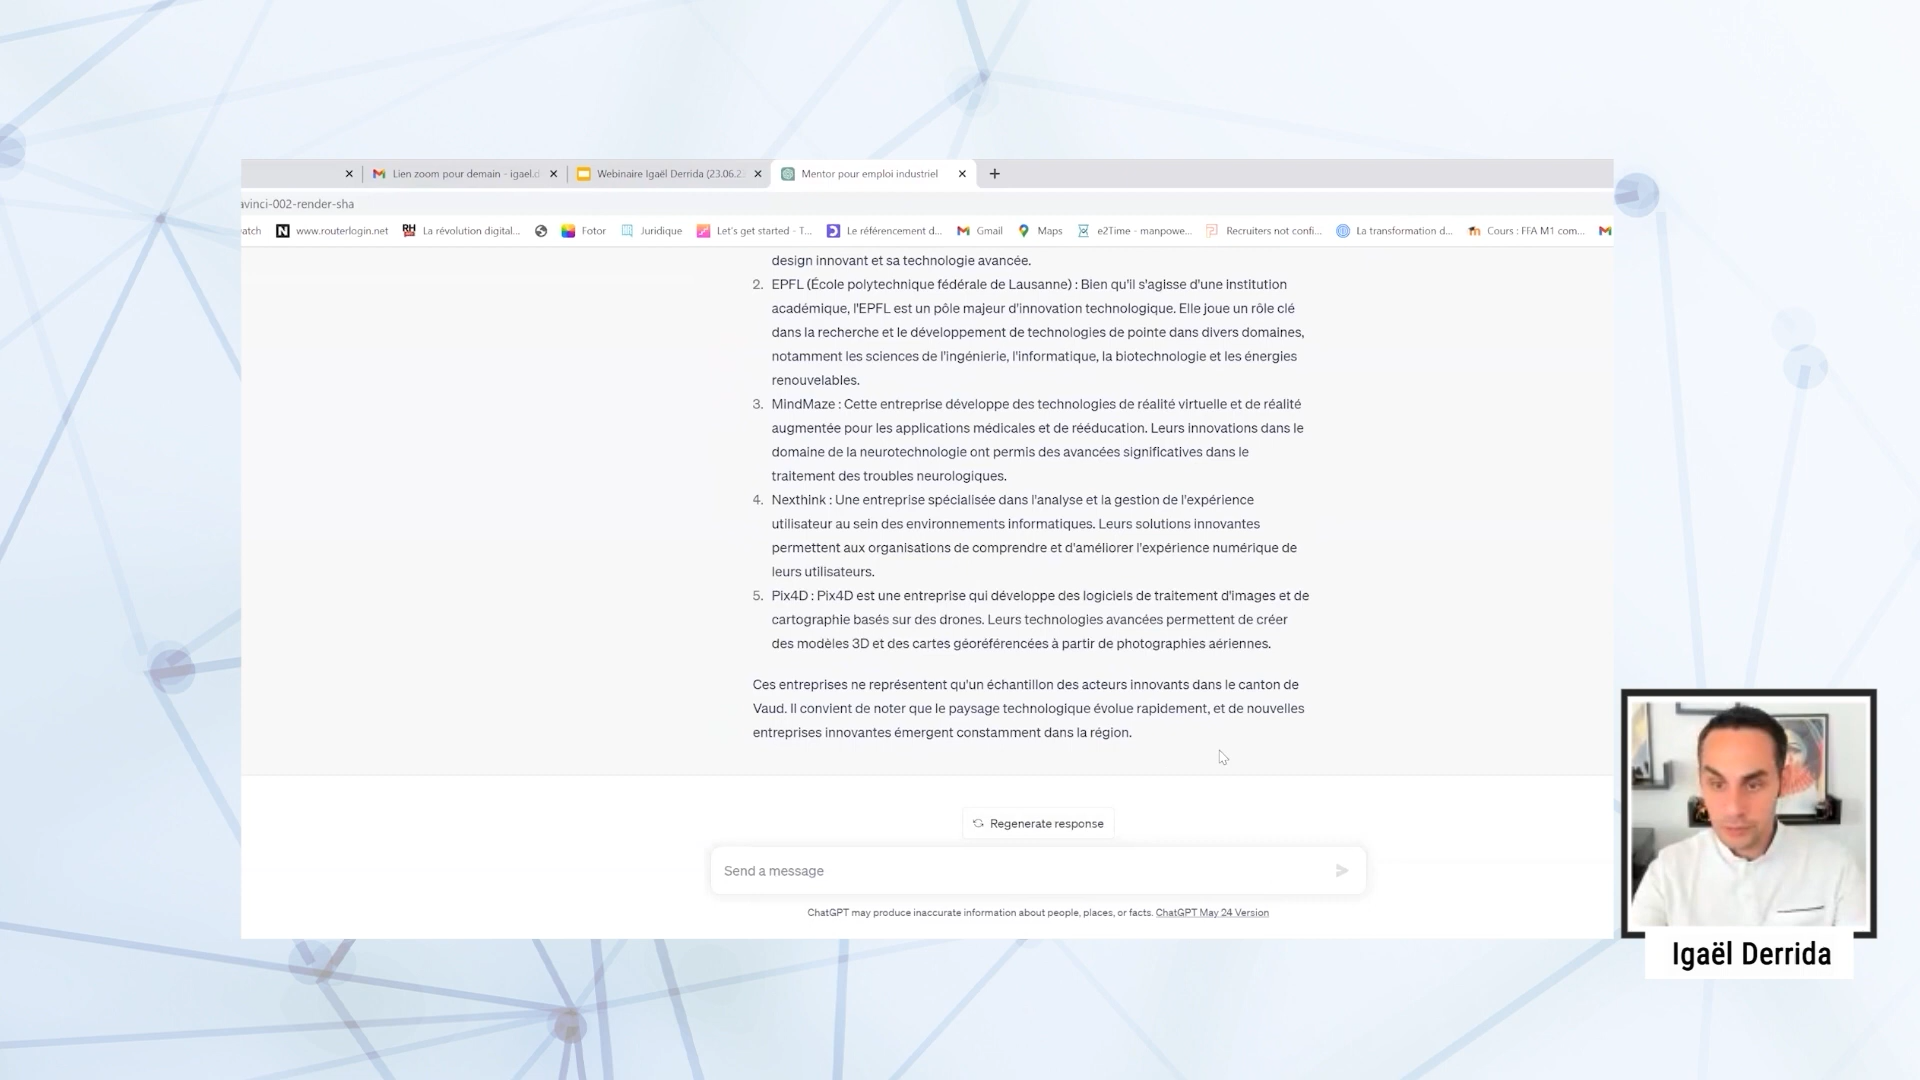 Lien zoom pour demain - igael.d
Webinaire Igaël Derrida (23.06.2
Mentor pour emploi industriel
avinci-002-render-sha
atch
www.routerlogin.net
La révolution digital...
Fotor
Juridique
Let's get started - T...
Le référencement d...
Gmail
Maps
e2Time - manpowe...
Recruiters not confi...
La transformation d...
Cours : FFA M1 com...
design innovant et sa technologie avancée.
2. EPFL (École polytechnique fédérale de Lausanne) : Bien qu'il s'agisse d'une institution
académique, l'EPFL est un pôle majeur d'innovation technologique. Elle joue un rôle clé
dans la recherche et le développement de technologies de pointe dans divers domaines,
notamment les sciences de l'ingénierie, l'informatique, la biotechnologie et les énergies
renouvelables.
3. MindMaze : Cette entreprise développe des technologies de réalité virtuelle et de réalité
augmentée pour les applications médicales et de rééducation. Leurs innovations dans le
domaine de la neurotechnologie ont permis des avancées significatives dans le
traitement des troubles neurologiques.
4. Nexthink : Une entreprise spécialisée dans l'analyse et la gestion de l'expérience
utilisateur au sein des environnements informatiques. Leurs solutions innovantes
permettent aux organisations de comprendre et d'améliorer l'expérience numérique de
leurs utilisateurs.
5. Pix4D : Pix4D est une entreprise qui développe des logiciels de traitement d'images et de
cartographie basés sur des drones. Leurs technologies avancées permettent de créer
des modèles 3D et des cartes géoréférencées à partir de photographies aériennes.
Ces entreprises ne représentent qu'un échantillon des acteurs innovants dans le canton de
Vaud. Il convient de noter que le paysage technologique évolue rapidement, et de nouvelles
entreprises innovantes émergent constamment dans la région.
Regenerate response
Send a message
ChatGPT may produce inaccurate information about people, places, or facts. ChatGPT May 24 Version
Igaël Derrida